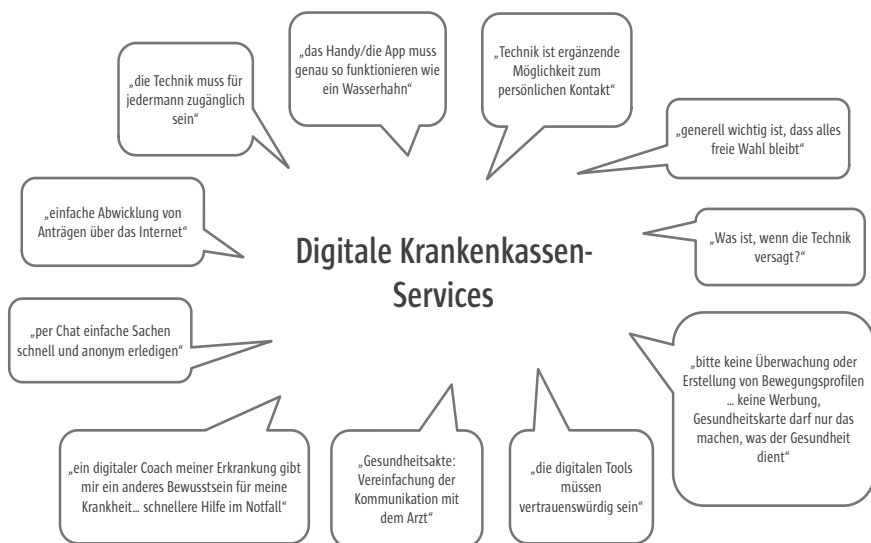 „das Handy/die App muss
genau so funktionieren wie
ein Wasserhahn“
„Technik ist ergänzende
Möglichkeit zum
persönlichen Kontakt“
„die Technik muss für
jedermann zugänglich
sein“
„generell wichtig ist, dass alles
freie Wahl bleibt“
„einfache Abwicklung von
Anträgen über das Internet“
„Was ist, wenn die Technik
versagt?“
Digitale Krankenkassen-
Services
„per Chat einfache Sachen
schnell und anonym erledigen“
„bitte keine Überwachung oder
Erstellung von Bewegungsprofilen
... keine Werbung,
Gesundheitskarte darf nur das
machen, was der Gesundheit
dient“
„ein digitaler Coach meiner Erkrankung gibt
mir ein anderes Bewusstsein für meine
Krankheit... schnellere Hilfe im Notfall“
„Gesundheitsakte:
Vereinfachung der
Kommunikation mit
dem Arzt“
„die digitalen Tools
müssen
vertrauenswürdig sein“